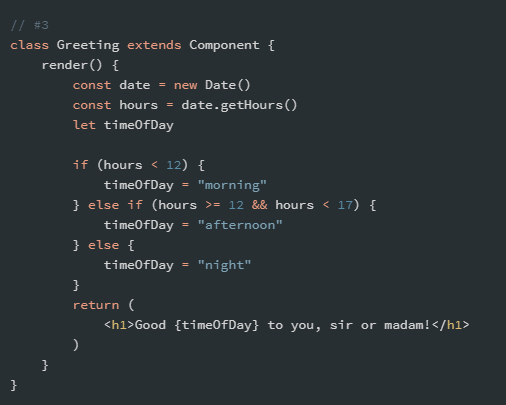 // #3
class Greeting extends Component {
    render() {
        const date = new Date()
        const hours = date.getHours()
        let timeOfDay

        if (hours < 12) {
            timeOfDay = "morning"
        } else if (hours >= 12 && hours < 17) {
            timeOfDay = "afternoon"
        } else {
            timeOfDay = "night"
        }
        return (
            <h1>Good {timeOfDay} to you, sir or madam!</h1>
        )
    }
}